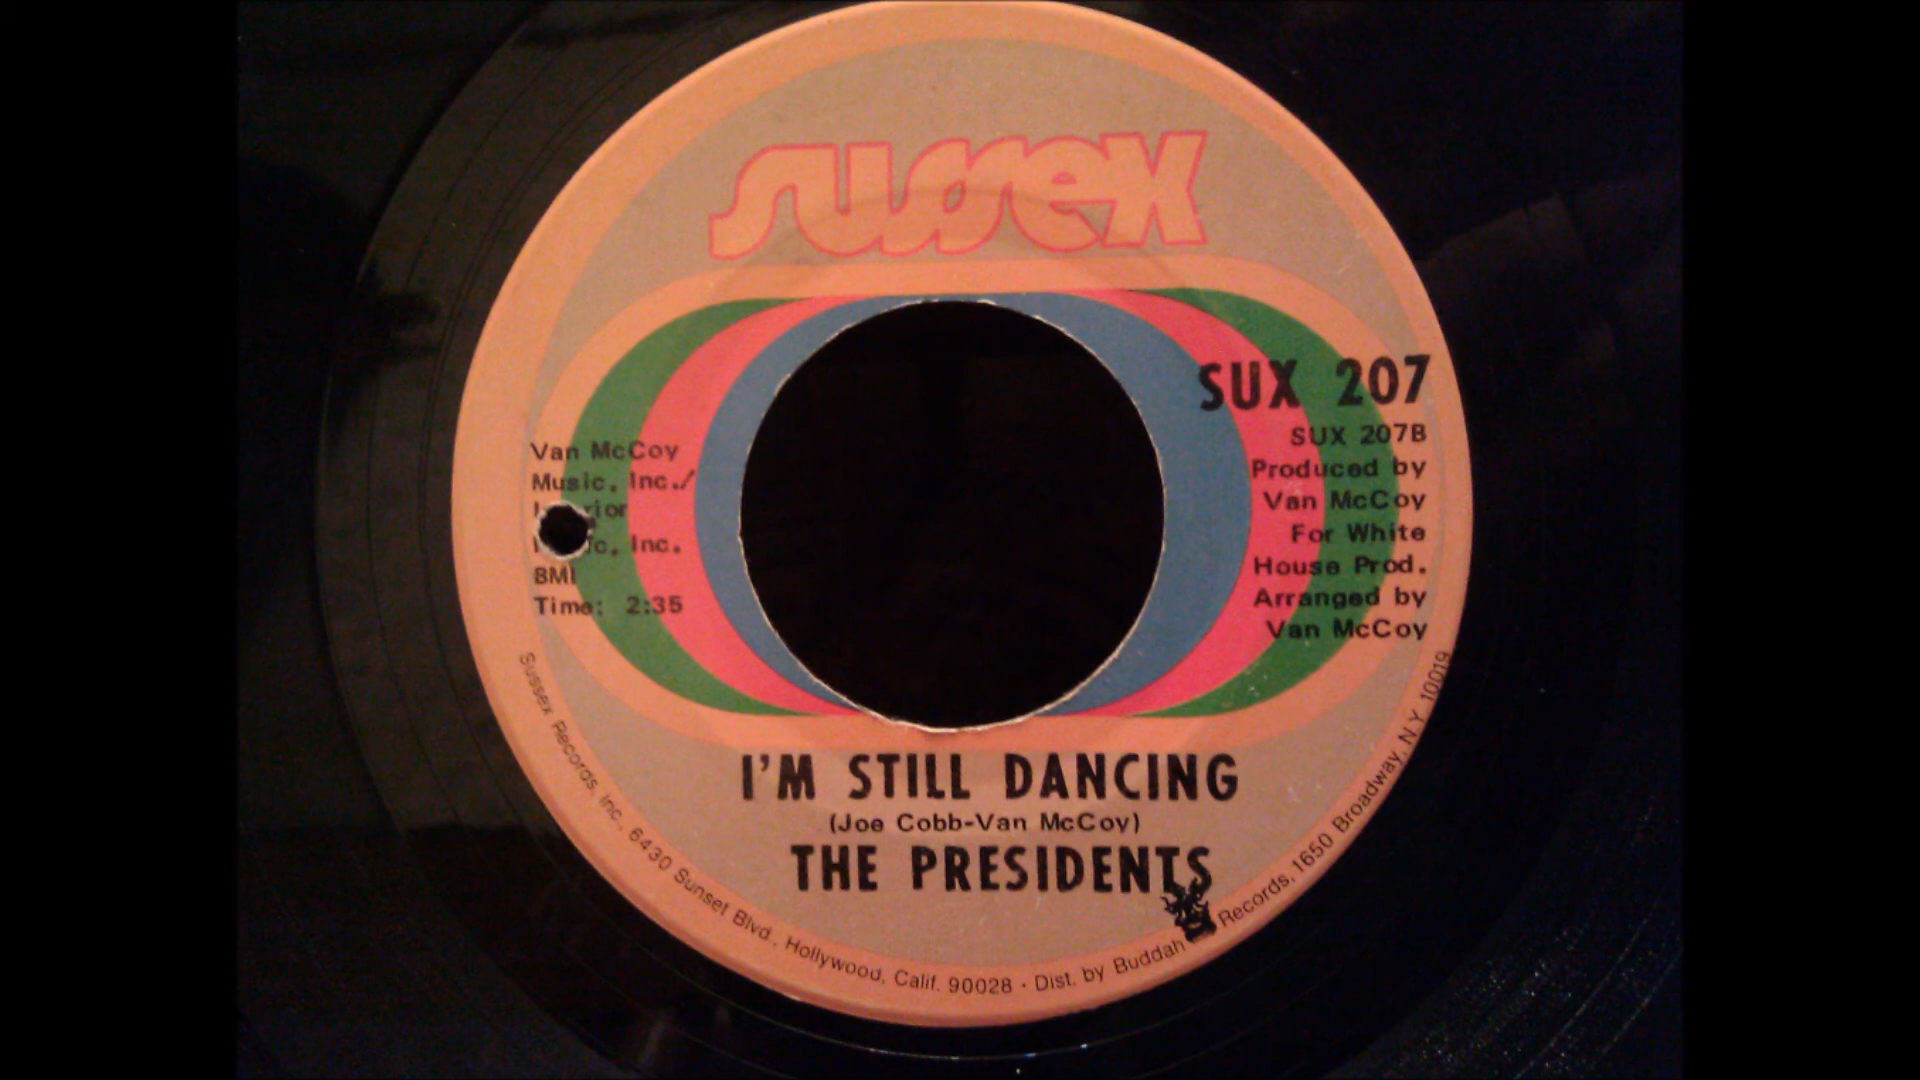 sussex
SUX 207
SUX 207B
Produced by
Van McCoy
For White
House Prod.
Arranged by
Van McCoy
Van McCoy
Music, Inc./
Inc.
BMI
Time: 2:35
I'M STILL DANCING
(Joe Cobb-Van McCoy)
THE PRESIDENTS
Sussex Records, Inc., 6430 Sunset Blvd., Hollywood, Calif. 90028 · Dist. by Buddah Records, 1650 Broadway, N.Y. 10019